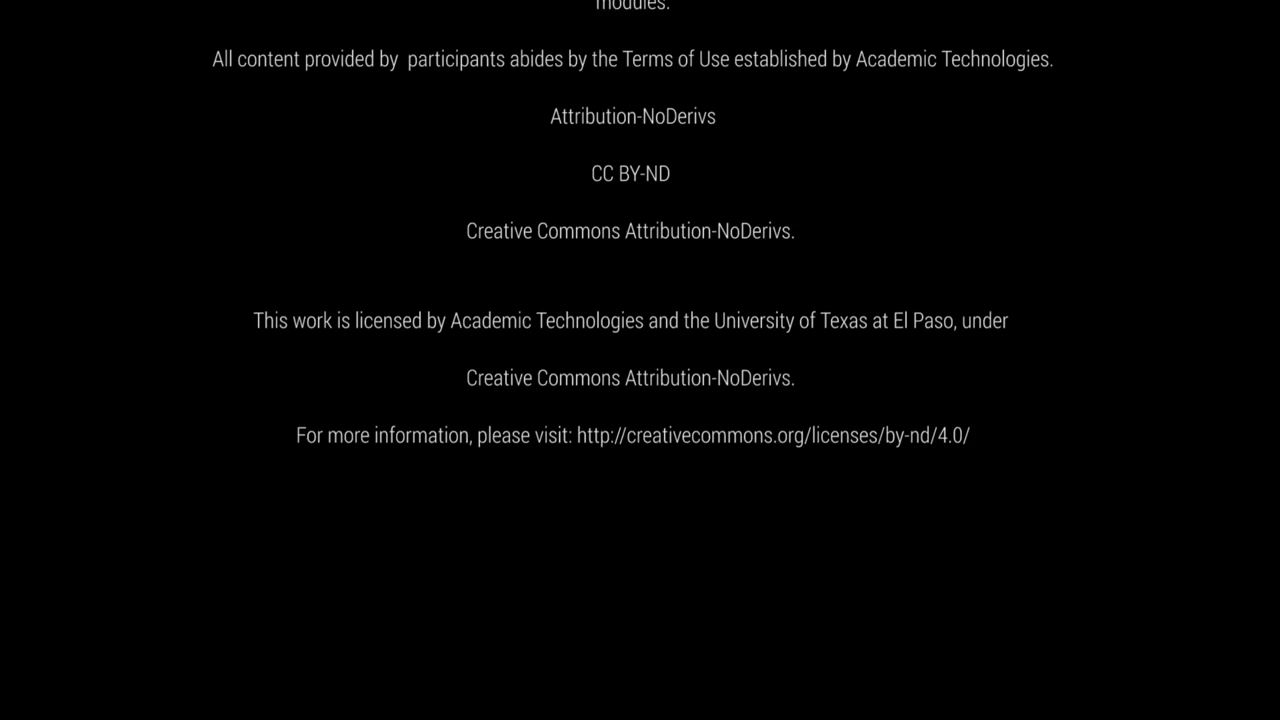 modules.
All content provided by  participants abides by the Terms of Use established by Academic Technologies.
Attribution-NoDerivs
CC BY-ND
Creative Commons Attribution-NoDerivs.
This work is licensed by Academic Technologies and the University of Texas at El Paso, under
Creative Commons Attribution-NoDerivs.
For more information, please visit: http://creativecommons.org/licenses/by-nd/4.0/